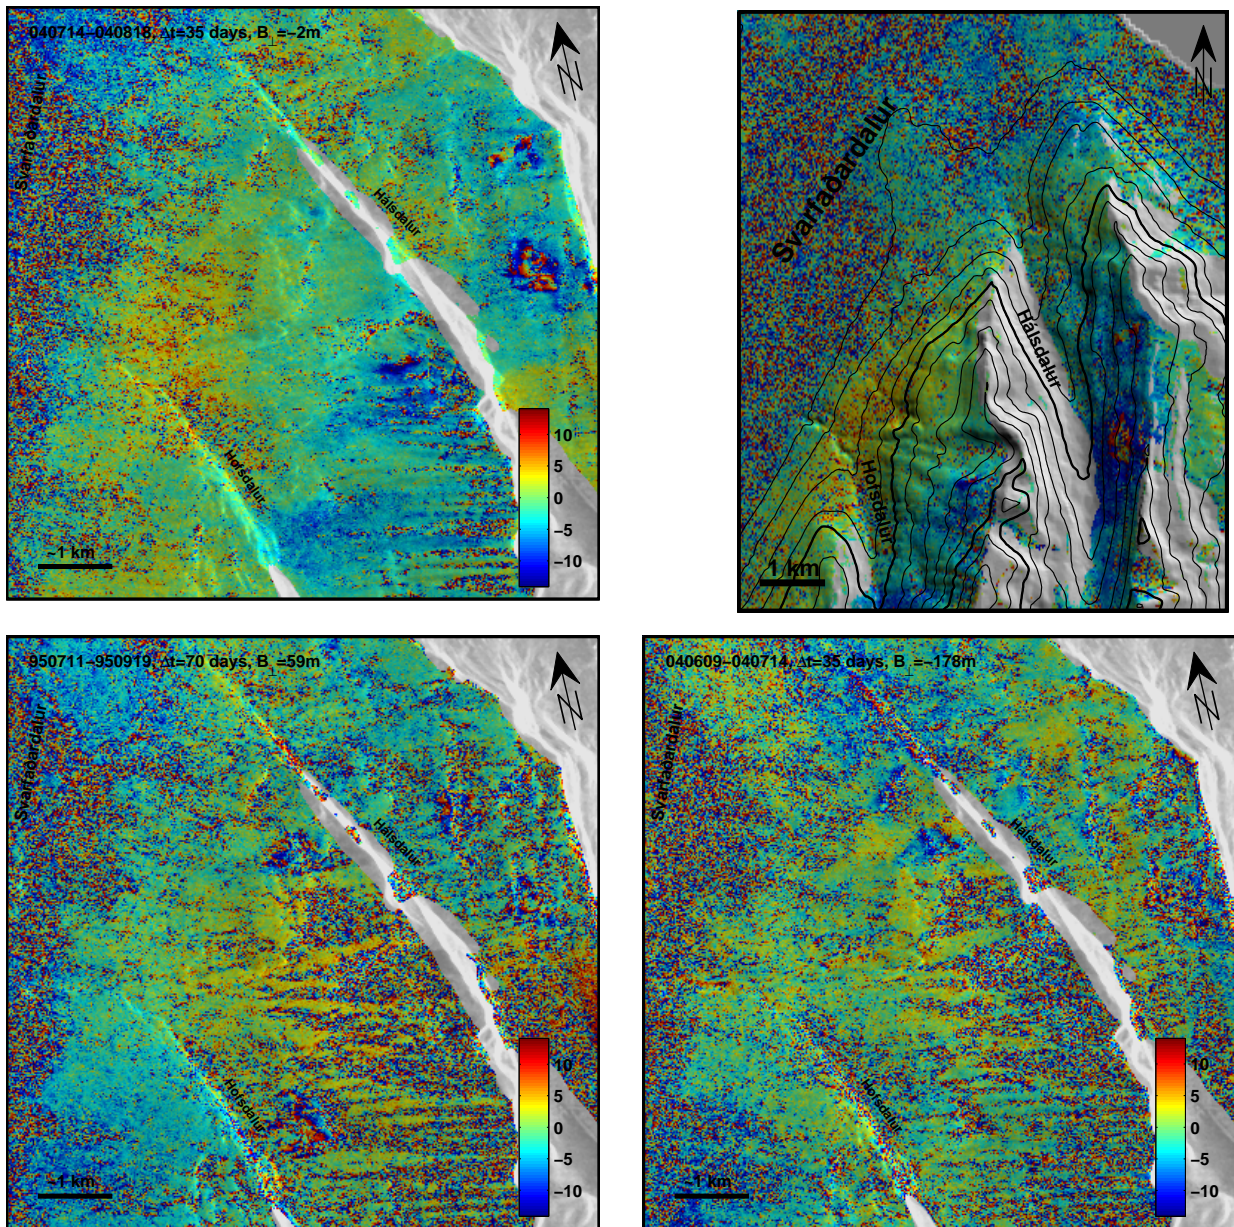 040714−040818, Δt=35 days, B⊥=−2m
N
Svarfaðardalur
Hálsdalur
Hofsdalur
~1 km
10
5
0
−5
−10
N
Svarfaðardalur
Hálsdalur
Hofsdalur
1 km
950711−950919, Δt=70 days, B⊥=59m
N
Svarfaðardalur
Hálsdalur
Hofsdalur
~1 km
10
5
0
−5
−10
040609−040714, Δt=35 days, B⊥=−178m
N
Svarfaðardalur
Hálsdalur
Hofsdalur
~1 km
10
5
0
−5
−10